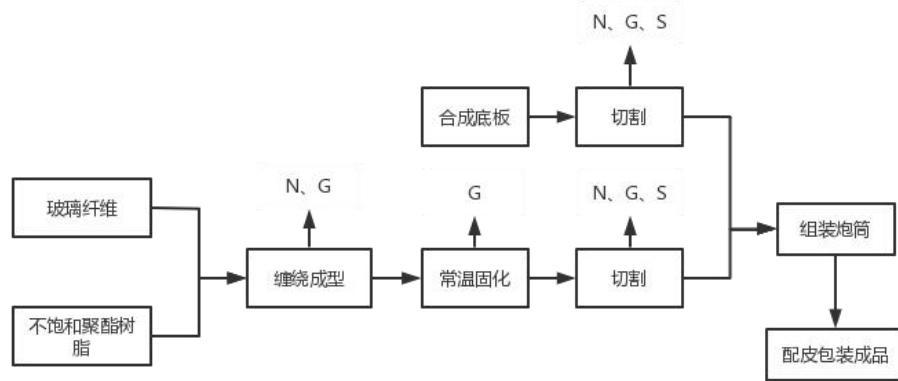 N、G、S
合成底板
切割
玻璃纤维
N、G
G
N、G、S
组装炮筒
缠绕成型
常温固化
切割
不饱和聚酯树
脂
配皮包装成品